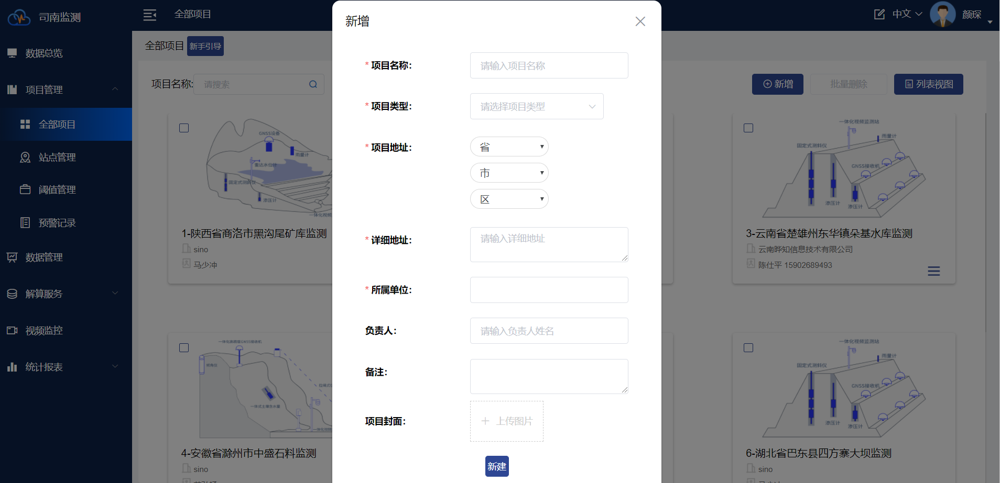 司南监测
全部项目
中文
颜琛
数据总览
项目管理
全部项目
站点管理
阈值管理
预警记录
数据管理
解算服务
视频监控
统计报表
全部项目
新手引导
项目名称:
请搜索
新增
批量删除
列表视图
GNSS设备
雨量计
雷达水位计
固定式测斜仪
渗压计
一体化视频
1-陕西省商洛市黑沟尾矿库监测
sino
马少冲
一体化视频监测站
雨量计
固定式测斜仪
GNSS接收机
渗压计
渗压计
3-云南省楚雄州东华镇朵基水库监测
云南晔知信息技术有限公司
陈仕平 15902689493
一体化高精度GNSS接收机
一体式土壤含水量
一体化视频
4-安徽省滁州市中盛石料监测
sino
一体化视频监测站
雨量计
固定式测斜仪
GNSS接收机
渗压计
渗压计
6-湖北省巴东县四方寨大坝监测
sino
新增
* 项目名称:
请输入项目名称
* 项目类型:
请选择项目类型
* 项目地址:
省
市
区
* 详细地址:
请输入详细地址
* 所属单位:
负责人:
请输入负责人姓名
备注:
项目封面:
上传图片
新建